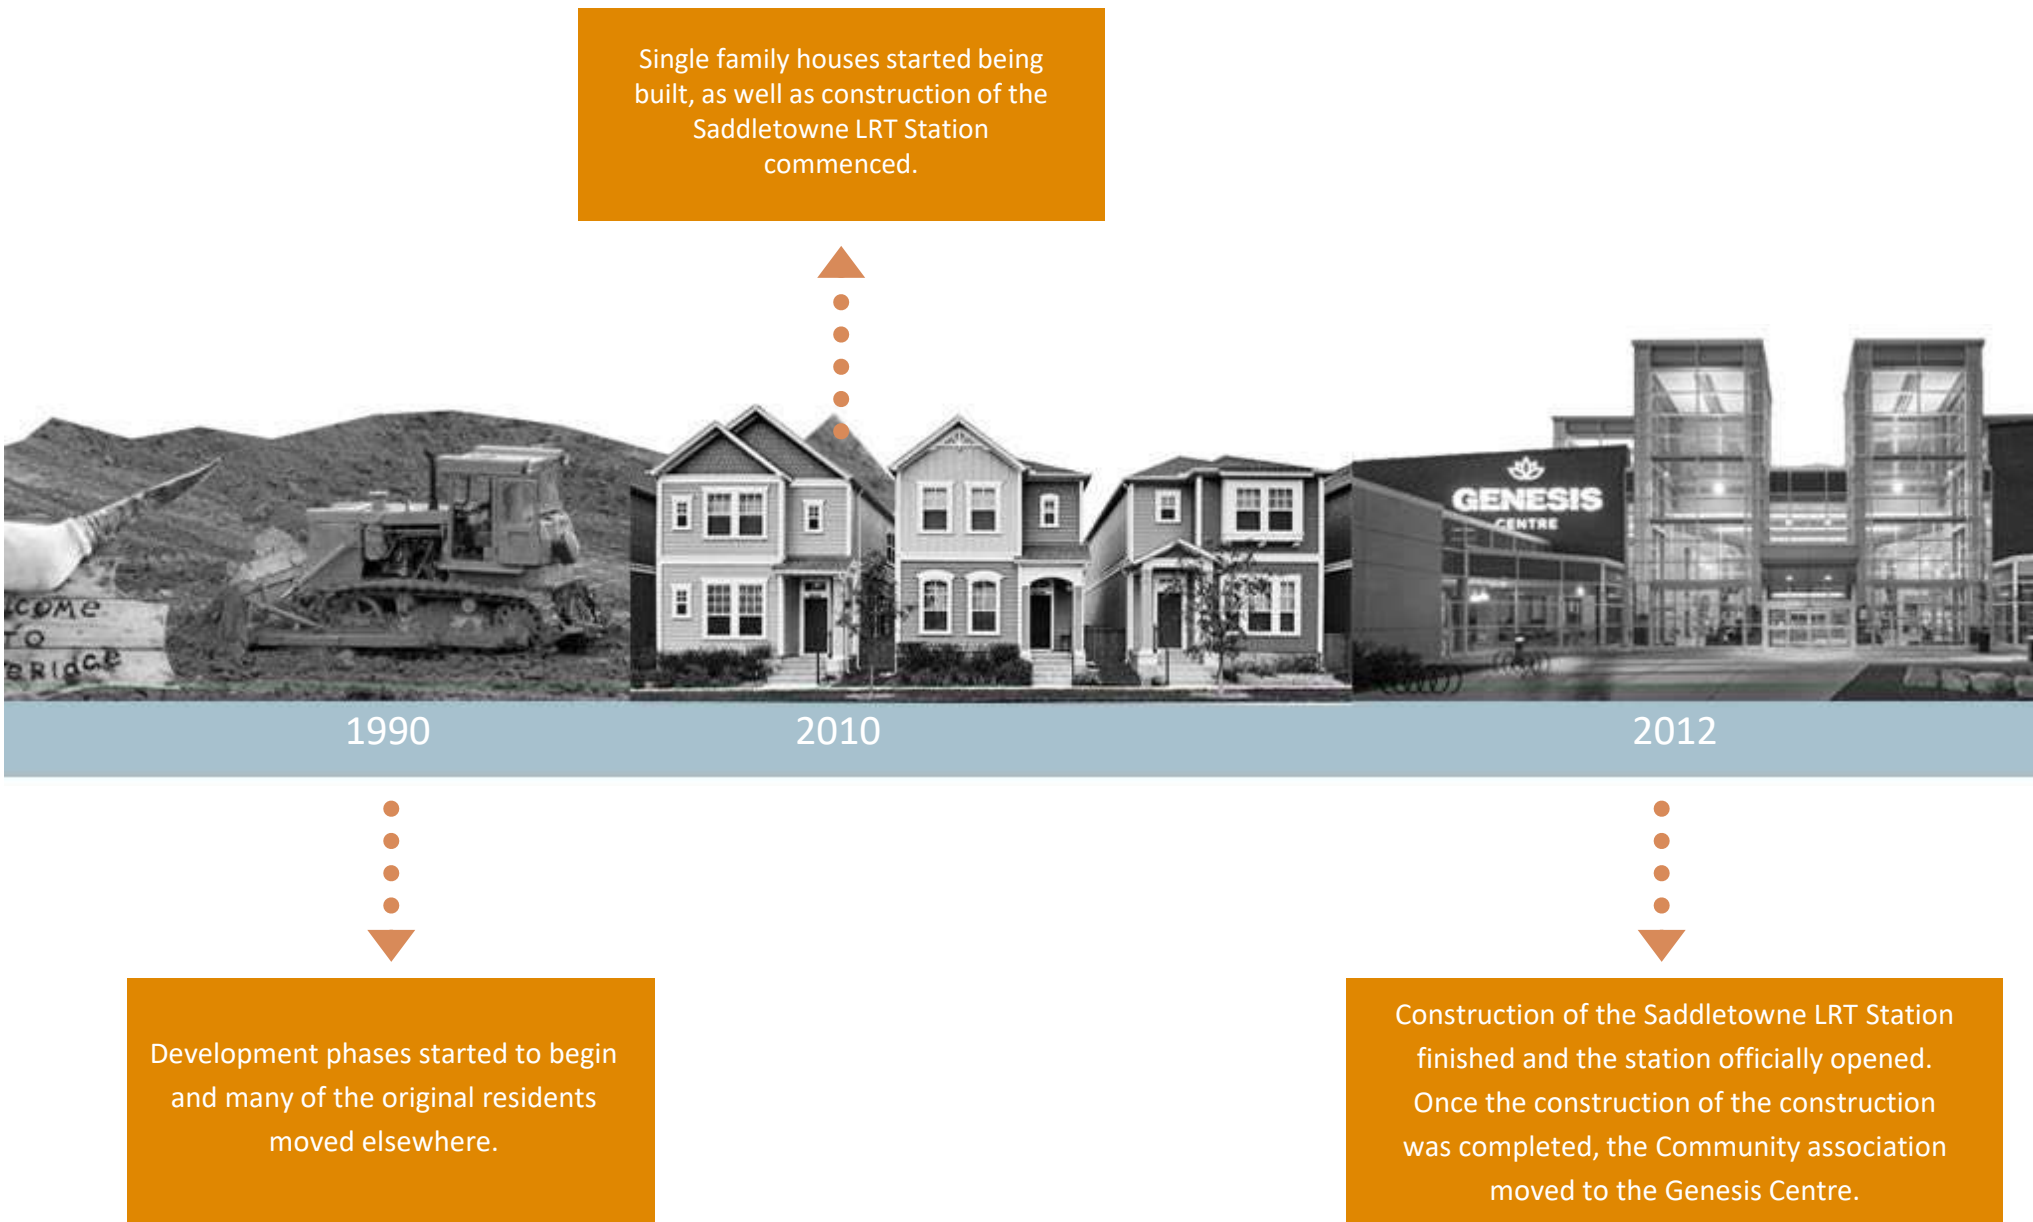 Single family houses started being
built, as well as construction of the
Saddletowne LRT Station
commenced.
GENESIS
CENTRE
COME
TO
ERIDGE
1990
2010
2012
Development phases started to begin
and many of the original residents
moved elsewhere.
Construction of the Saddletowne LRT Station
finished and the station officially opened.
Once the construction of the construction
was completed, the Community association
moved to the Genesis Centre.